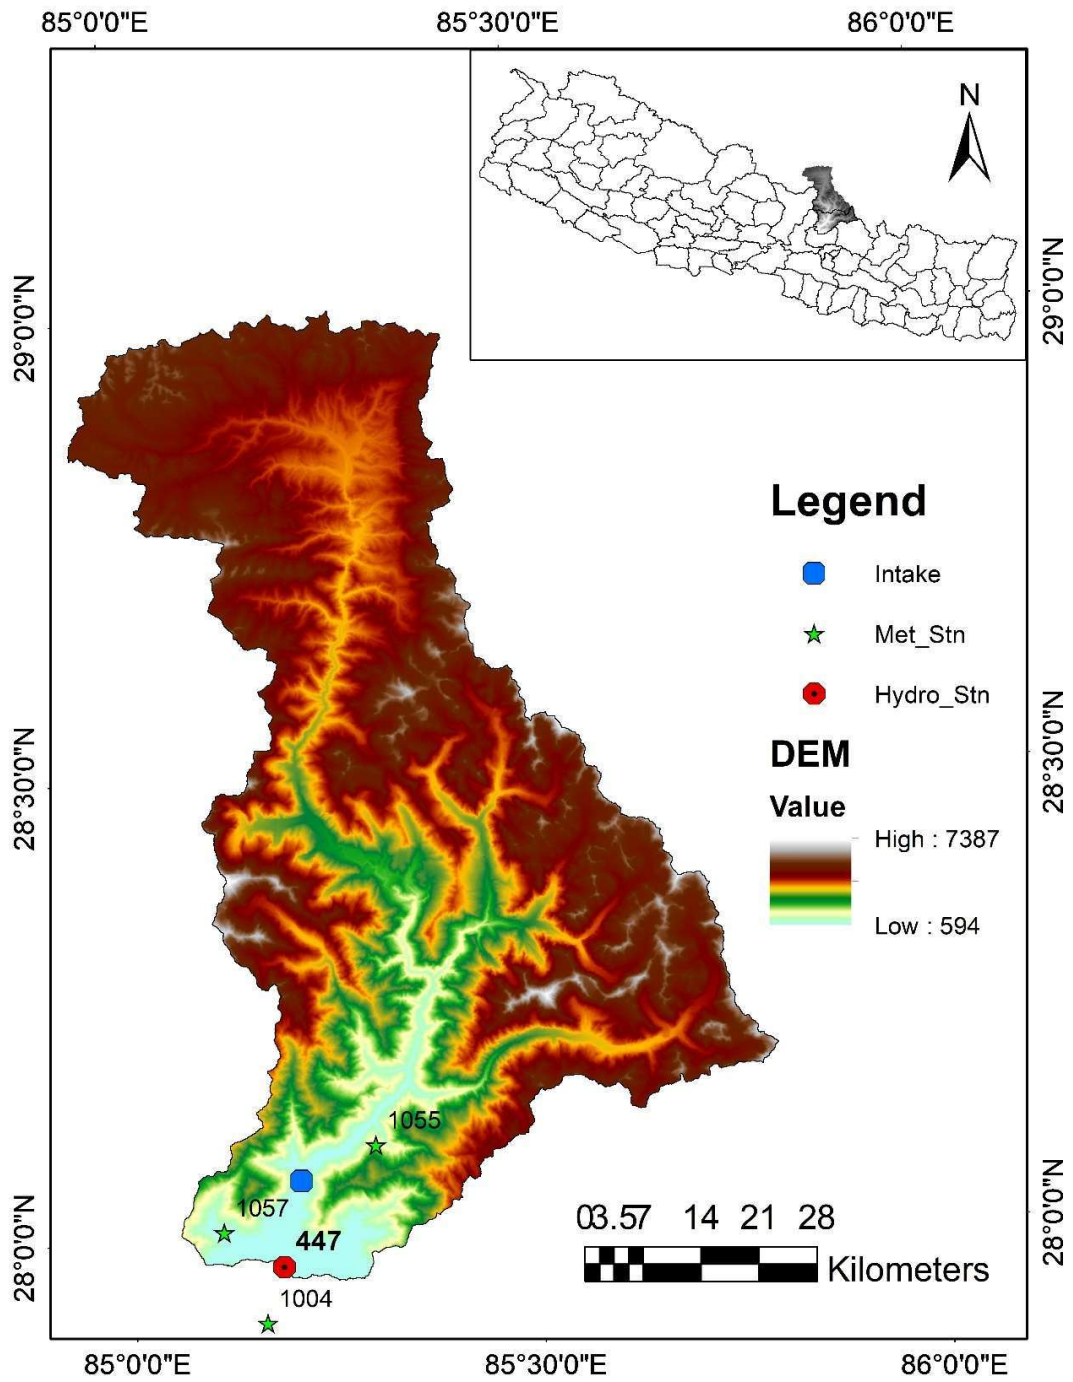 85°0'0"E 85°30'0"E 86°0'0"E
N
29°0'0"N
29°0'0"N
Legend
Intake
Met_Stn
Hydro_Stn
DEM
Value
High : 7387
Low : 594
28°30'0"N
28°30'0"N
1055
1057
447
1004
28°0'0"N
28°0'0"N
03.57 14 21 28
Kilometers
85°0'0"E 85°30'0"E 86°0'0"E